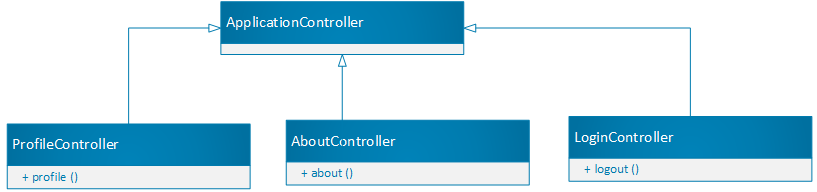 ApplicationController
ProfileController
+ profile ()
AboutController
+ about ()
LoginController
+ logout ()